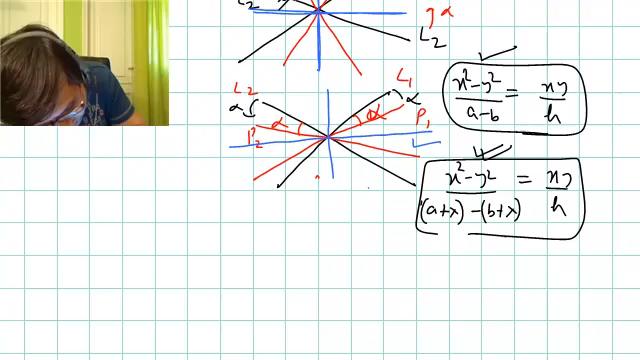 L₂
α
L₂
L₂
L₁
α
α
α
α
P₁
P₂
x²-y²/a-b = xy/h
x²-y²/(a+x)-(b+x) = xy/h